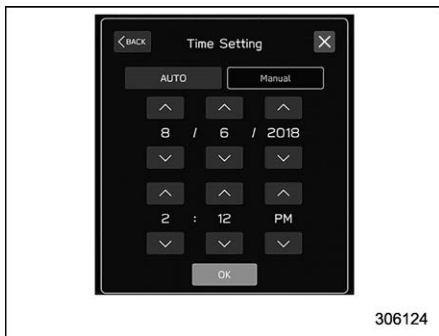 BACK Time Setting X
AUTO Manual
8 / 6 / 2018
2 : 12 PM
OK
306124